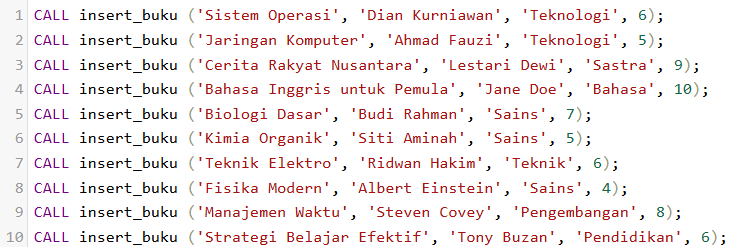 1 CALL insert_buku ('Sistem Operasi', 'Dian Kurniawan', 'Teknologi', 6);
2 CALL insert_buku ('Jaringan Komputer', 'Ahmad Fauzi', 'Teknologi', 5);
3 CALL insert_buku ('Cerita Rakyat Nusantara', 'Lestari Dewi', 'Sastra', 9);
4 CALL insert_buku ('Bahasa Inggris untuk Pemula', 'Jane Doe', 'Bahasa', 10);
5 CALL insert_buku ('Biologi Dasar', 'Budi Rahman', 'Sains', 7);
6 CALL insert_buku ('Kimia Organik', 'Siti Aminah', 'Sains', 5);
7 CALL insert_buku ('Teknik Elektro', 'Ridwan Hakim', 'Teknik', 6);
8 CALL insert_buku ('Fisika Modern', 'Albert Einstein', 'Sains', 4);
9 CALL insert_buku ('Manajemen Waktu', 'Steven Covey', 'Pengembangan', 8);
10 CALL insert_buku ('Strategi Belajar Efektif', 'Tony Buzan', 'Pendidikan', 6);